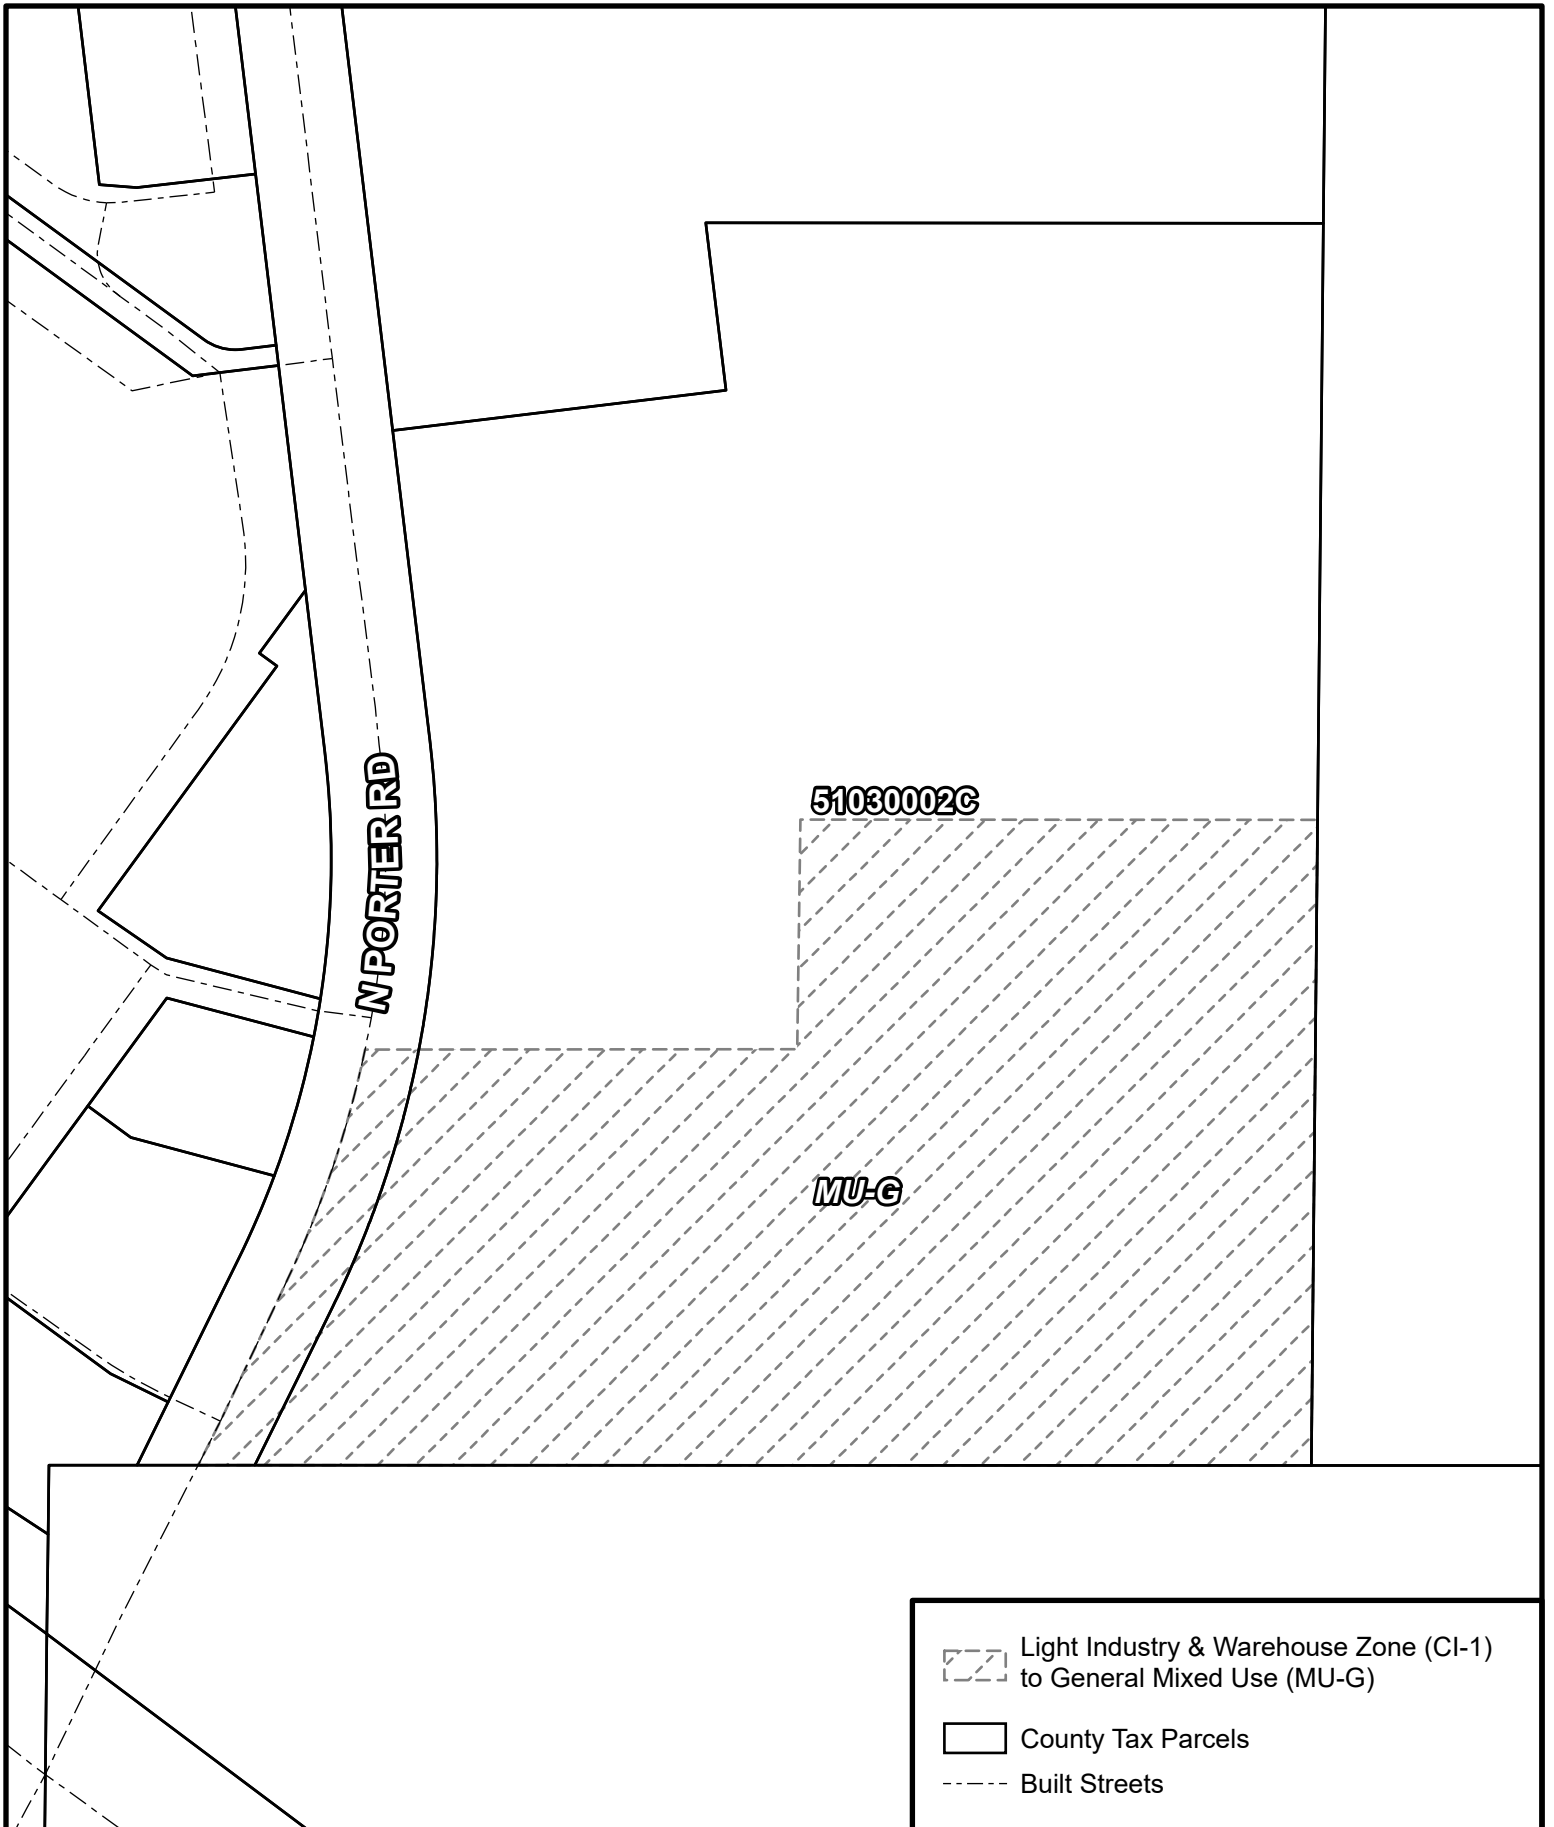 51030002C
N PORTER RD
MU-G
Light Industry & Warehouse Zone (CI-1)
to General Mixed Use (MU-G)
County Tax Parcels
Built Streets